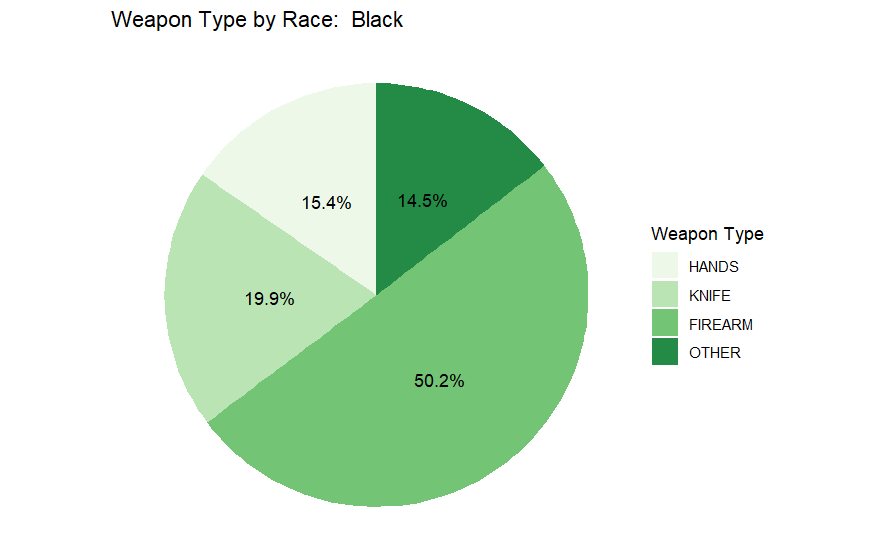 Weapon Type by Race:  Black
15.4%
14.5%
19.9%
50.2%
Weapon Type
HANDS
KNIFE
FIREARM
OTHER